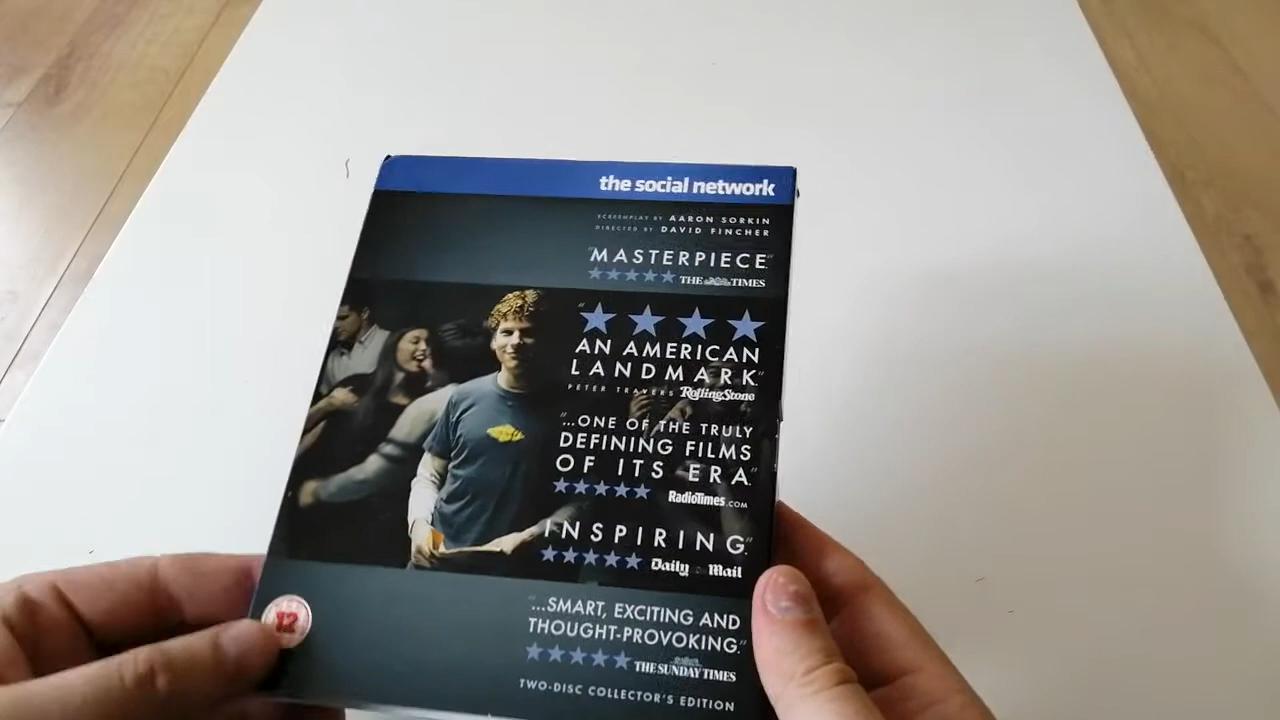 the social network
SCREENPLAY BY AARON SORKIN
DIRECTED BY DAVID FINCHER
"MASTERPIECE"
THE TIMES
"AN AMERICAN
LANDMARK."
PETER TRAVERS RollingStone
"...ONE OF THE TRULY
DEFINING FILMS
OF ITS ERA."
RadioTimes.COM
"INSPIRING."
Daily Mail
"...SMART, EXCITING AND
THOUGHT-PROVOKING."
THE SUNDAY TIMES
12
TWO-DISC COLLECTOR'S EDITION